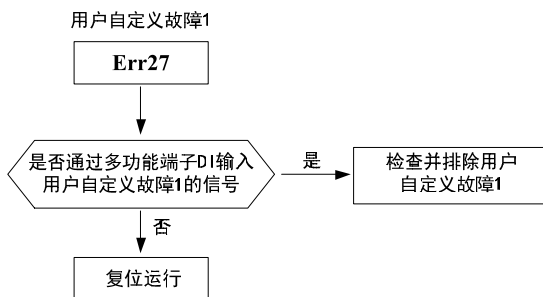 用户自定义故障1
Err27
是否通过多功能端子DI输入
用户自定义故障1的信号
是
检查并排除用户
自定义故障1
否
复位运行